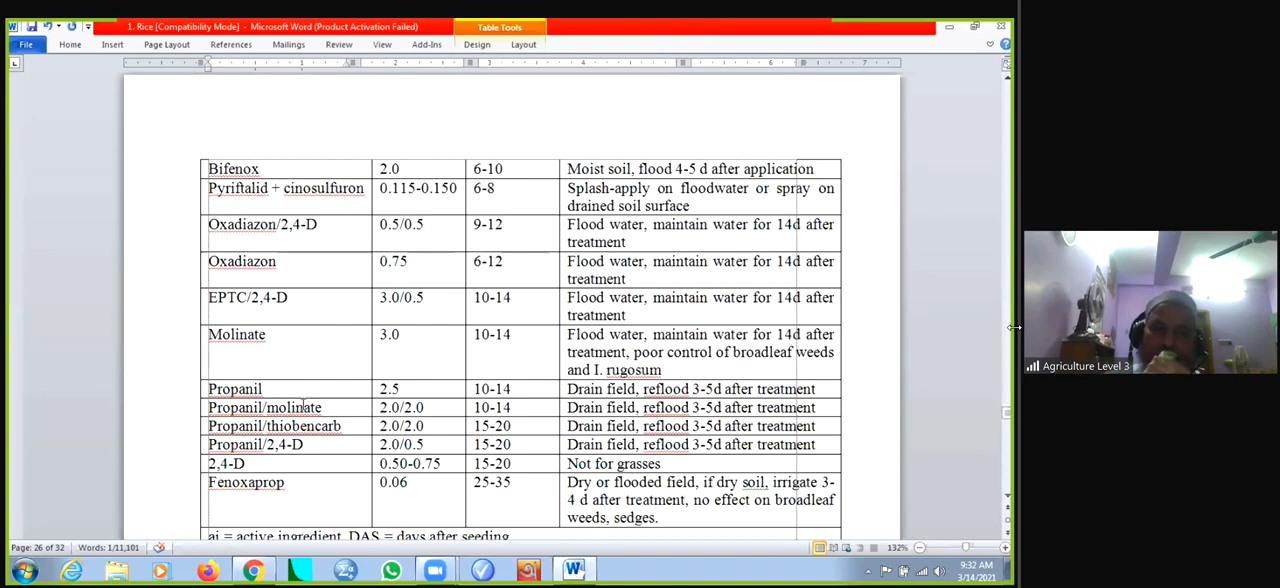 1. Rice [Compatibility Mode] - Microsoft Word (Product Activation Failed)
Table Tools
File Home Insert Page Layout References Mailings Review View Add-Ins Design Layout
1 2 3 4 6 7
Bifenox 2.0 6-10 Moist soil, flood 4-5 d after application
Pyriftalid + cinosulfuron 0.115-0.150 6-8 Splash-apply on floodwater or spray on
drained soil surface
Oxadiazon/2,4-D 0.5/0.5 9-12 Flood water, maintain water for 14d after
treatment
Oxadiazon 0.75 6-12 Flood water, maintain water for 14d after
treatment
EPTC/2,4-D 3.0/0.5 10-14 Flood water, maintain water for 14d after
treatment
Molinate 3.0 10-14 Flood water, maintain water for 14d after
treatment, poor control of broadleaf weeds
and I. rugosum
Propanil 2.5 10-14 Drain field, reflood 3-5d after treatment
Propanil/molinate 2.0/2.0 10-14 Drain field, reflood 3-5d after treatment
Propanil/thiobencarb 2.0/2.0 15-20 Drain field, reflood 3-5d after treatment
Propanil/2,4-D 2.0/0.5 15-20 Drain field, reflood 3-5d after treatment
2,4-D 0.50-0.75 15-20 Not for grasses
Fenoxaprop 0.06 25-35 Dry or flooded field, if dry soil, irrigate 3-
4 d after treatment, no effect on broadleaf
weeds, sedges.
ai = active ingredient, DAS = days after seeding
Page: 26 of 32 Words: 1/11,101 132%
9:32 AM
3/14/2021
Agriculture Level 3